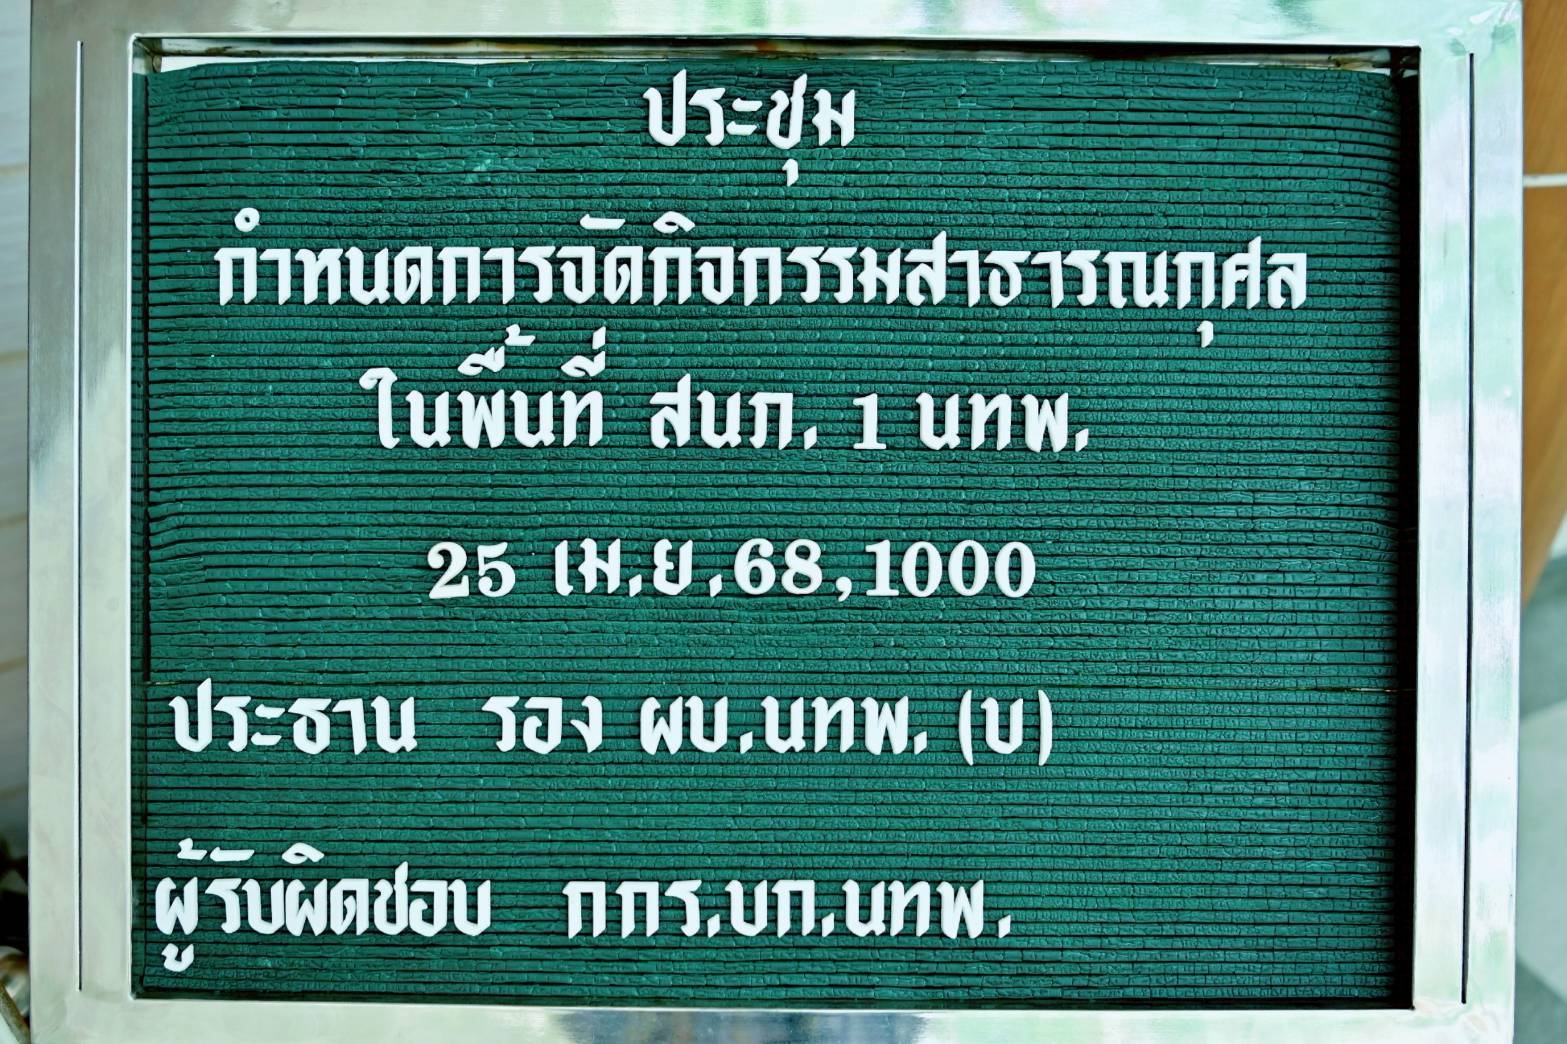 ประชุม
กำหนดการจัดกิจกรรมสาธารณกุศล
ในพื้นที่ สนภ. 1 นทพ.
25 เม.ย.68,1000
ประธาน รอง ผบ.นทพ. (บ)
ผู้รับผิดชอบ กกร.บก.นทพ.